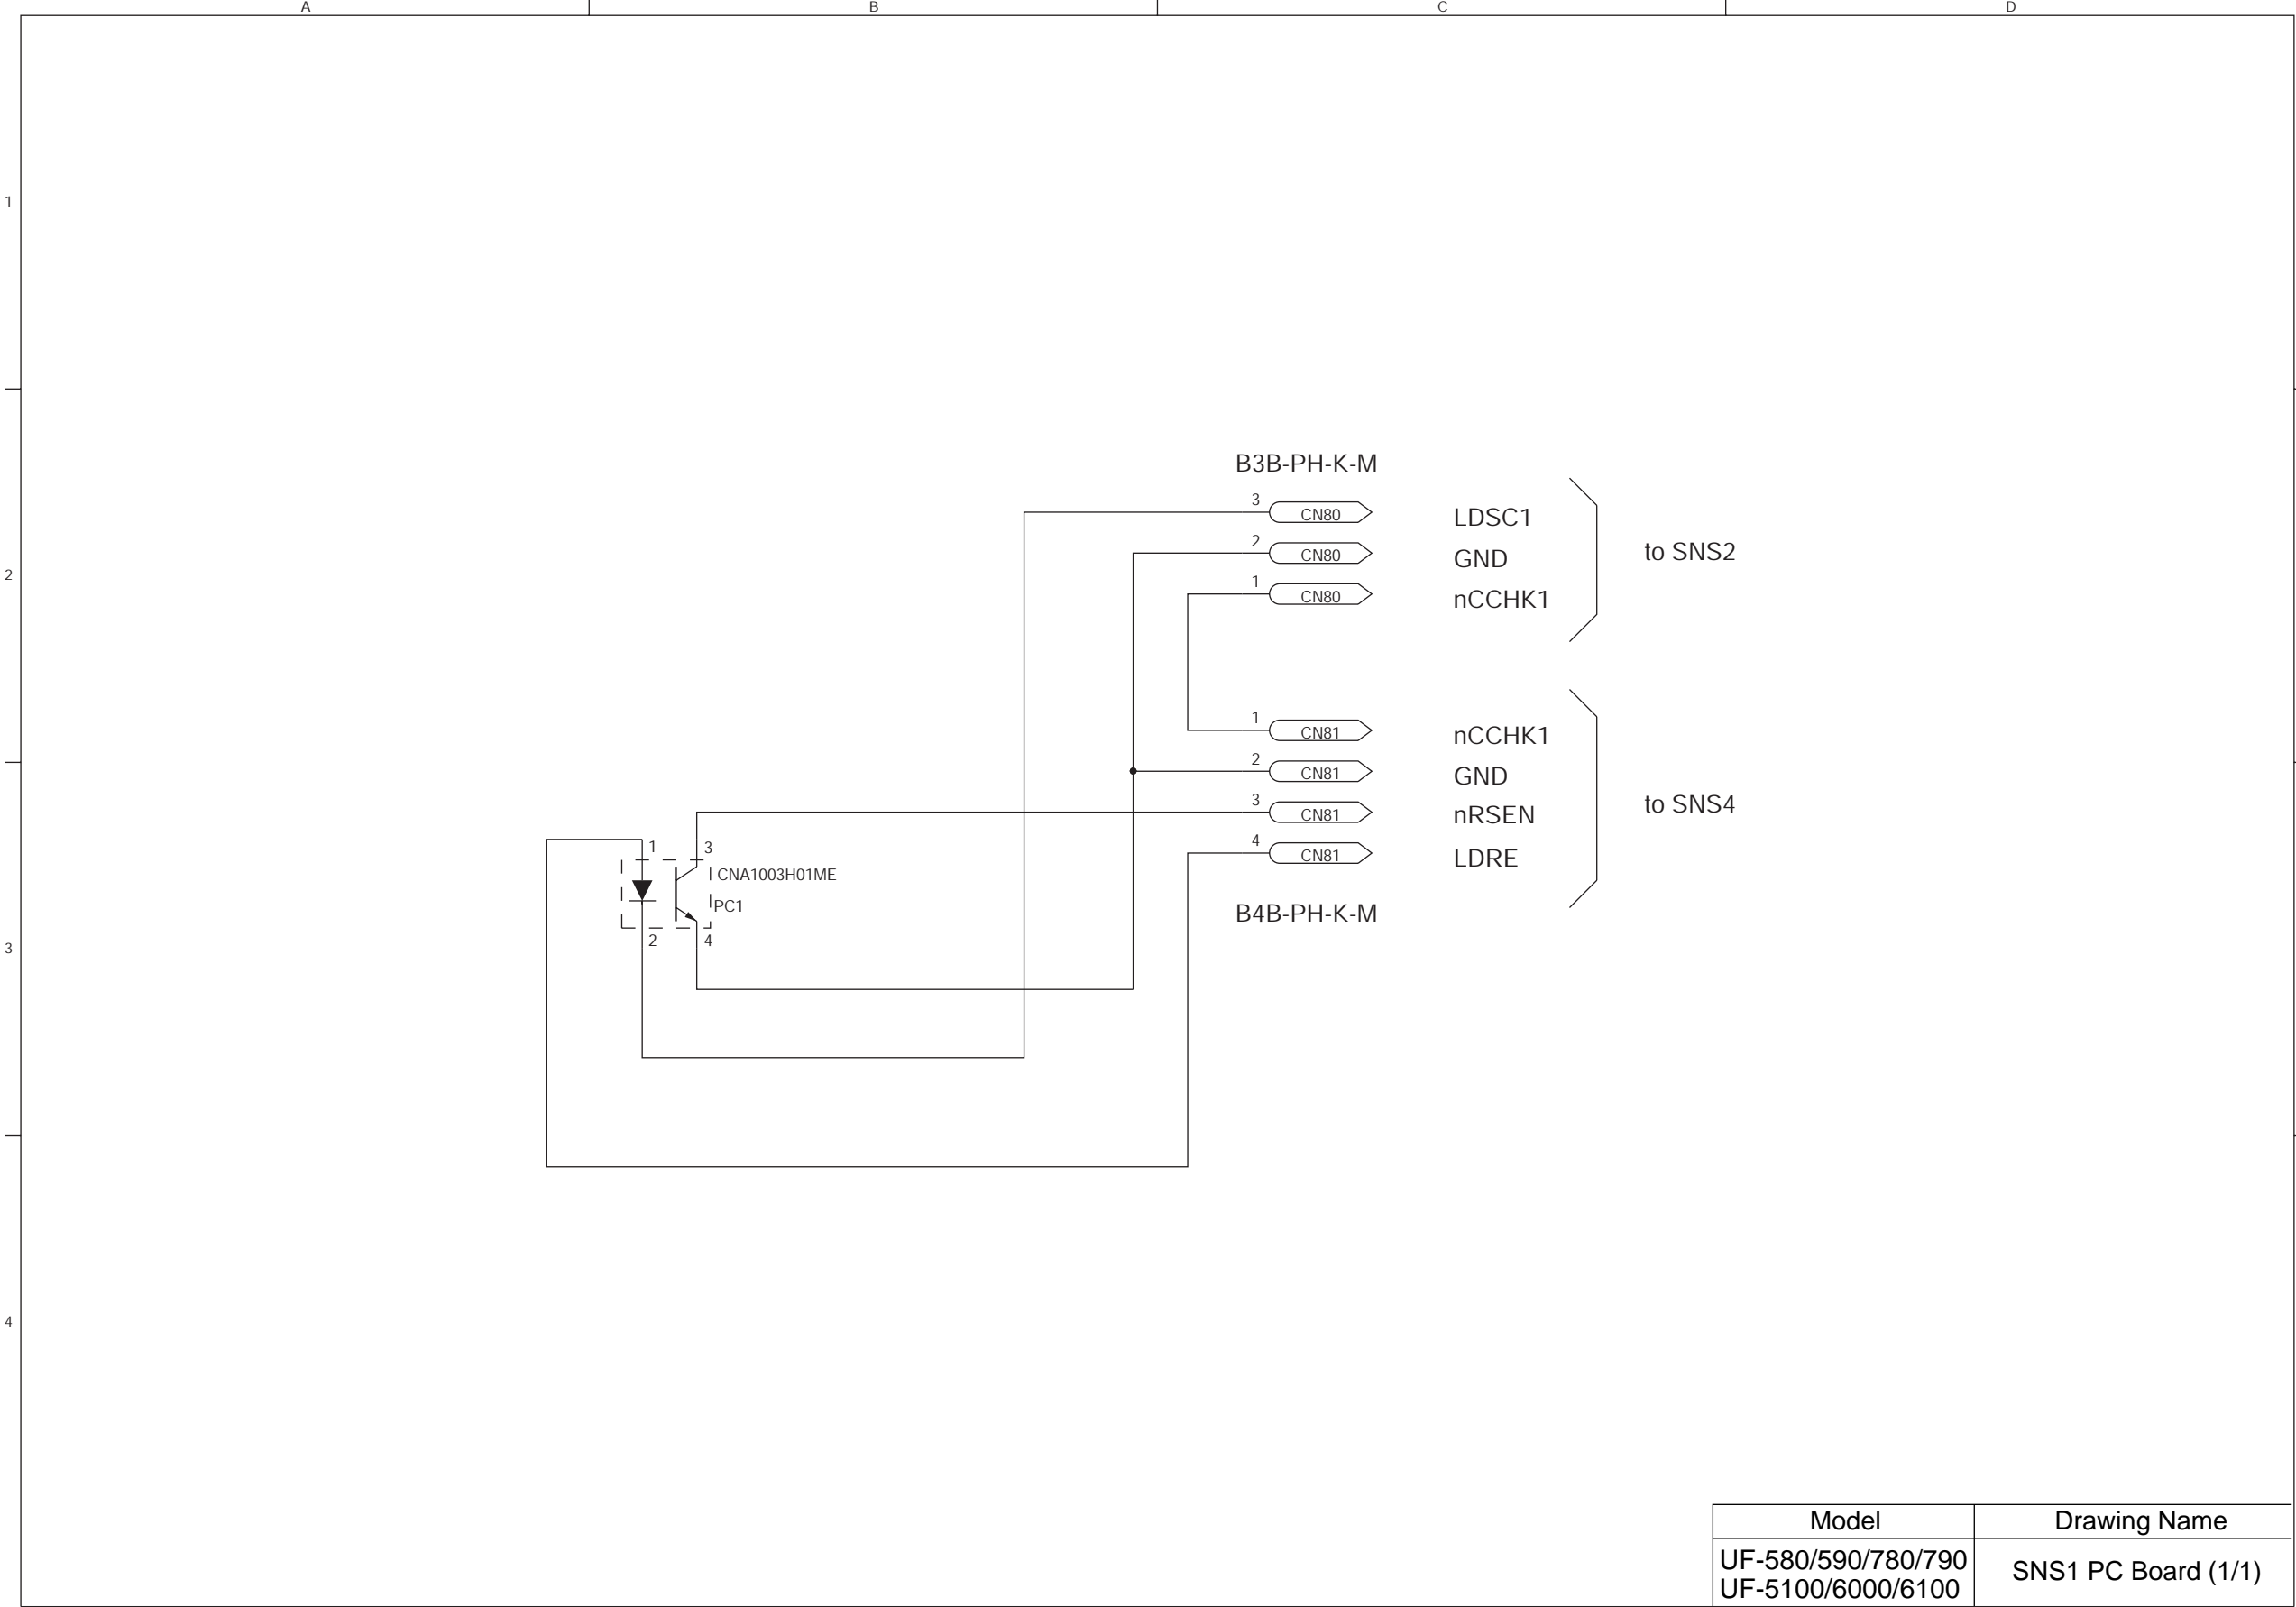 A B C D
1
B3B-PH-K-M
3 CN80 LDSC1
2 CN80 GND
to SNS2
2
1 CN80 nCCHK1
1 CN81 nCCHK1
2 CN81 GND
3 CN81 nRSEN
to SNS4
4 CN81 LDRE
1 3
CNA1003H01ME
PC1
B4B-PH-K-M
2 4
3
4
Model Drawing Name
UF-580/590/780/790
UF-5100/6000/6100
SNS1 PC Board (1/1)